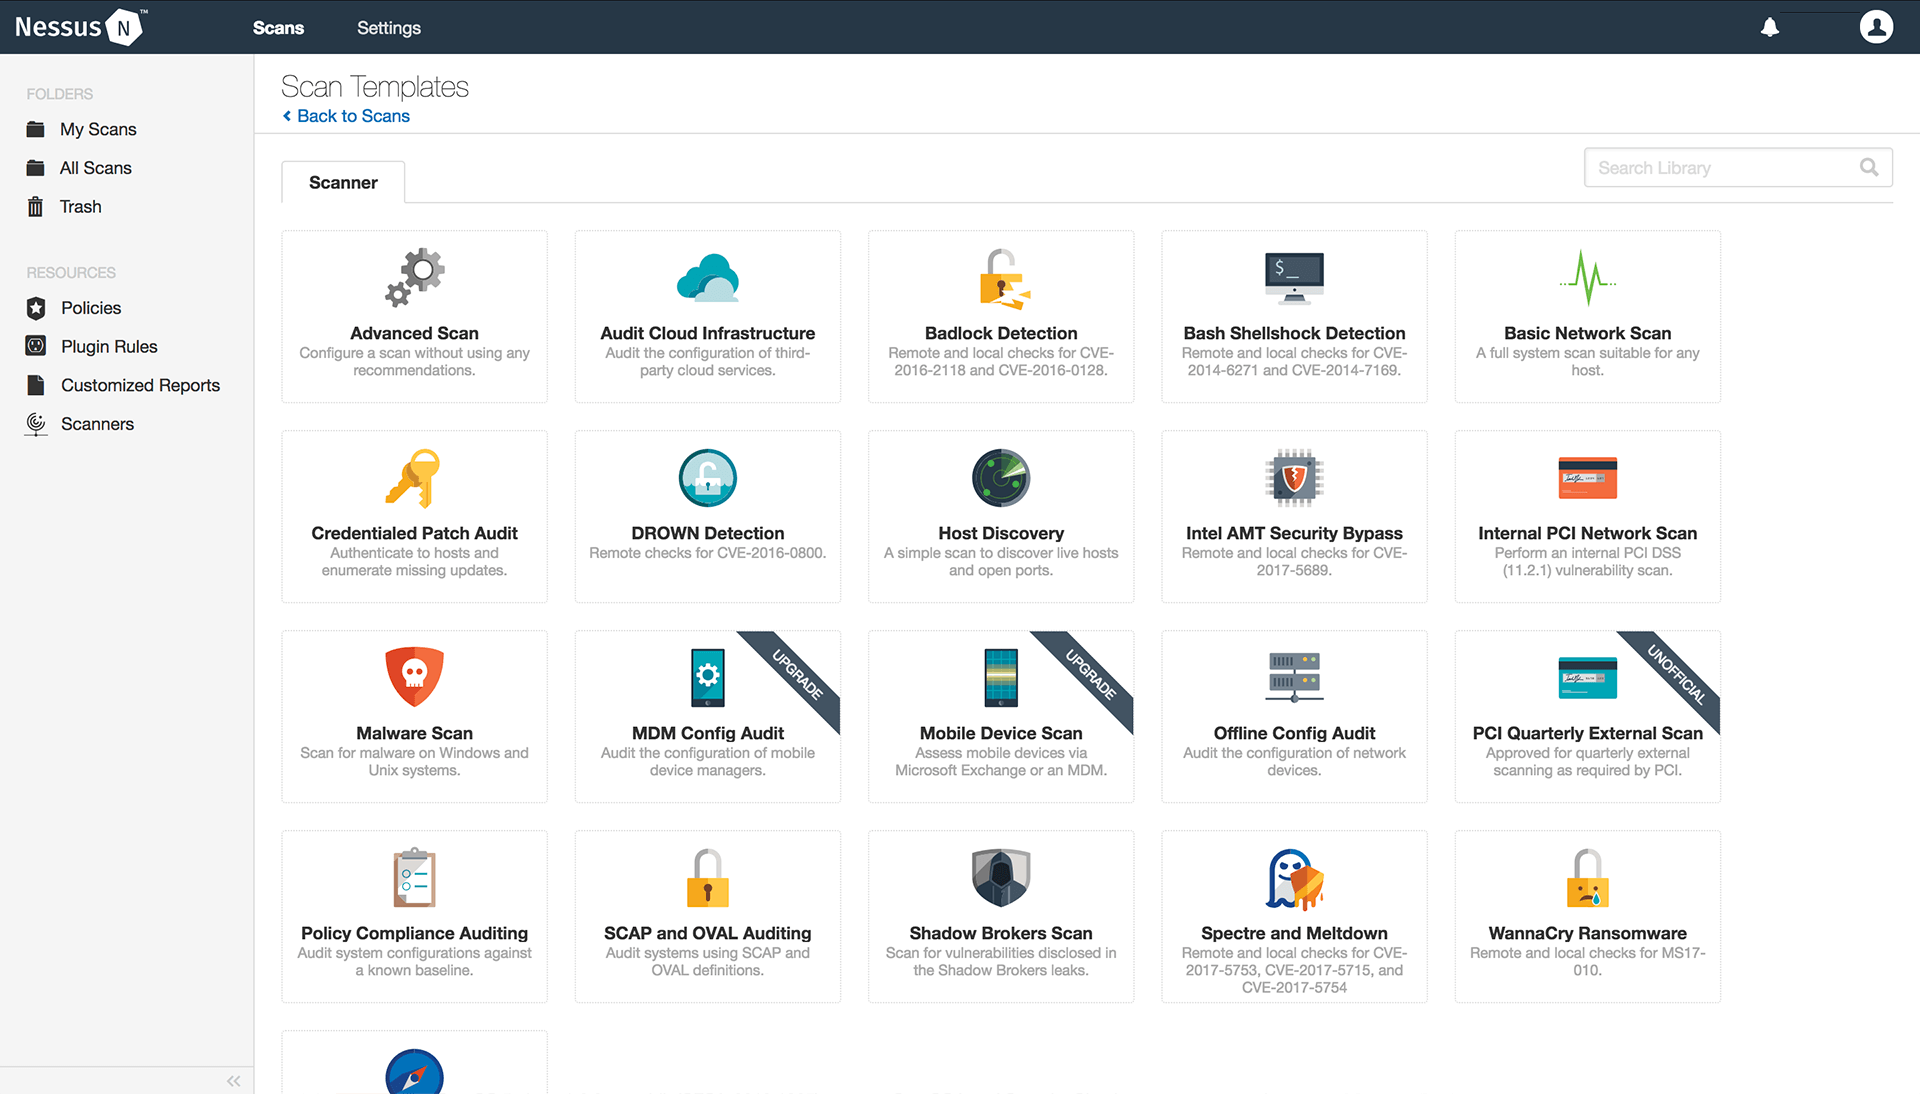 Nessus N ™
Scans
Settings
FOLDERS
My Scans
All Scans
Trash
RESOURCES
Policies
Plugin Rules
Customized Reports
Scanners
Scan Templates
Back to Scans
Scanner
Search Library
Advanced Scan
Configure a scan without using any
recommendations.
Audit Cloud Infrastructure
Audit the configuration of third-
party cloud services.
Badlock Detection
Remote and local checks for CVE-
2016-2118 and CVE-2016-0128.
$_
Bash Shellshock Detection
Remote and local checks for CVE-
2014-6271 and CVE-2014-7169.
Basic Network Scan
A full system scan suitable for any
host.
Credentialed Patch Audit
Authenticate to hosts and
enumerate missing updates.
DROWN Detection
Remote checks for CVE-2016-0800.
Host Discovery
A simple scan to discover live hosts
and open ports.
Intel AMT Security Bypass
Remote and local checks for CVE-
2017-5689.
Internal PCI Network Scan
Perform an internal PCI DSS
(11.2.1) vulnerability scan.
Malware Scan
Scan for malware on Windows and
Unix systems.
UPGRADE
MDM Config Audit
Audit the configuration of mobile
device managers.
UPGRADE
Mobile Device Scan
Assess mobile devices via
Microsoft Exchange or an MDM.
Offline Config Audit
Audit the configuration of network
devices.
UNOFFICIAL
PCI Quarterly External Scan
Approved for quarterly external
scanning as required by PCI.
Policy Compliance Auditing
Audit system configurations against
a known baseline.
SCAP and OVAL Auditing
Audit systems using SCAP and
OVAL definitions.
Shadow Brokers Scan
Scan for vulnerabilities disclosed in
the Shadow Brokers leaks.
Spectre and Meltdown
Remote and local checks for CVE-
2017-5753, CVE-2017-5715, and
CVE-2017-5754
WannaCry Ransomware
Remote and local checks for MS17-
010.